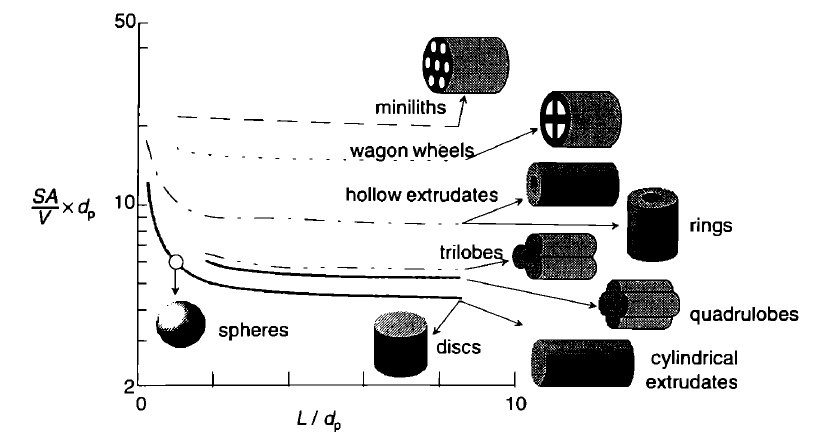 50
miniliths
wagon wheels
hollow extrudates
10
SA
V
× dp
rings
trilobes
quadrulobes
spheres
discs
cylindrical
extrudates
2
0
10
L / dp